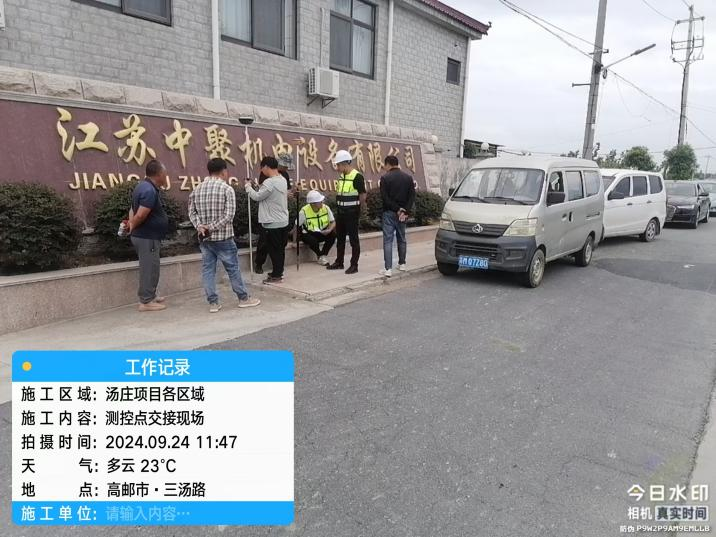 江苏中聚机电设备有限公司
工作记录
施工区域：汤庄项目各区域
施工内容：测控点交接现场
拍摄时间：2024.09.24 11:47
天气：多云 23℃
地点：高邮市·三汤路
施工单位：请输入内容…
今日水印
相机 真实时间
防伪 P9W2P9AM9EMLLB